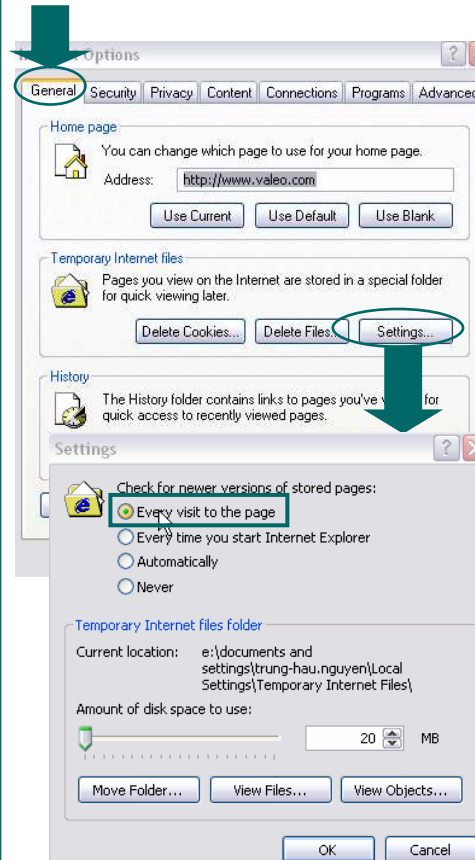 Options
General Security Privacy Content Connections Programs Advanced
Home page
You can change which page to use for your home page.
Address: http://www.valeo.com
Use Current Use Default Use Blank
Temporary Internet files
Pages you view on the Internet are stored in a special folder
for quick viewing later.
Delete Cookies... Delete Files... Settings...
History
The History folder contains links to pages you've for
quick access to recently viewed pages.
Settings
Check for newer versions of stored pages:
Every visit to the page
Every time you start Internet Explorer
Automatically
Never
Temporary Internet files folder
Current location: e:\documents and
settings\trung-hau.nguyen\Local
Settings\Temporary Internet Files\
Amount of disk space to use:
20 MB
Move Folder... View Files... View Objects...
OK Cancel